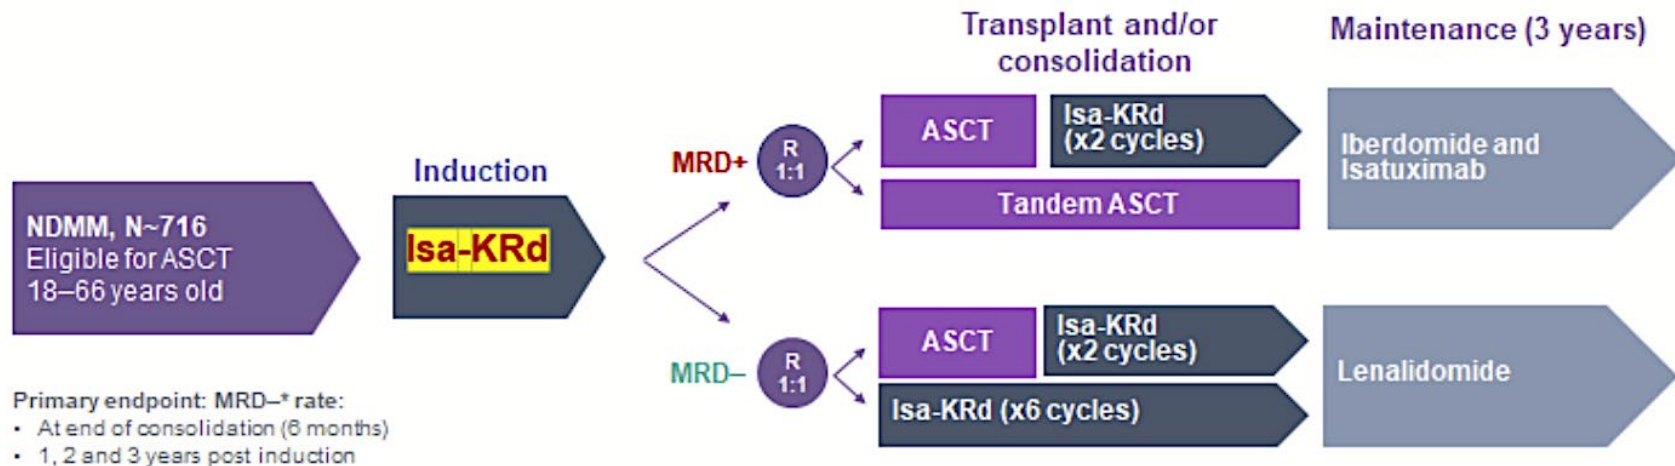 Transplant and/or
consolidation
Maintenance (3 years)
Induction
NDMM, N~716
Eligible for ASCT
18–66 years old
Isa-KRd
MRD+
R
1:1
ASCT
Isa-KRd
(x2 cycles)
Tandem ASCT
Iberdomide and
Isatuximab
MRD–
R
1:1
ASCT
Isa-KRd
(x2 cycles)
Isa-KRd (x6 cycles)
Lenalidomide
Primary endpoint: MRD–* rate:
• At end of consolidation (6 months)
• 1, 2 and 3 years post induction